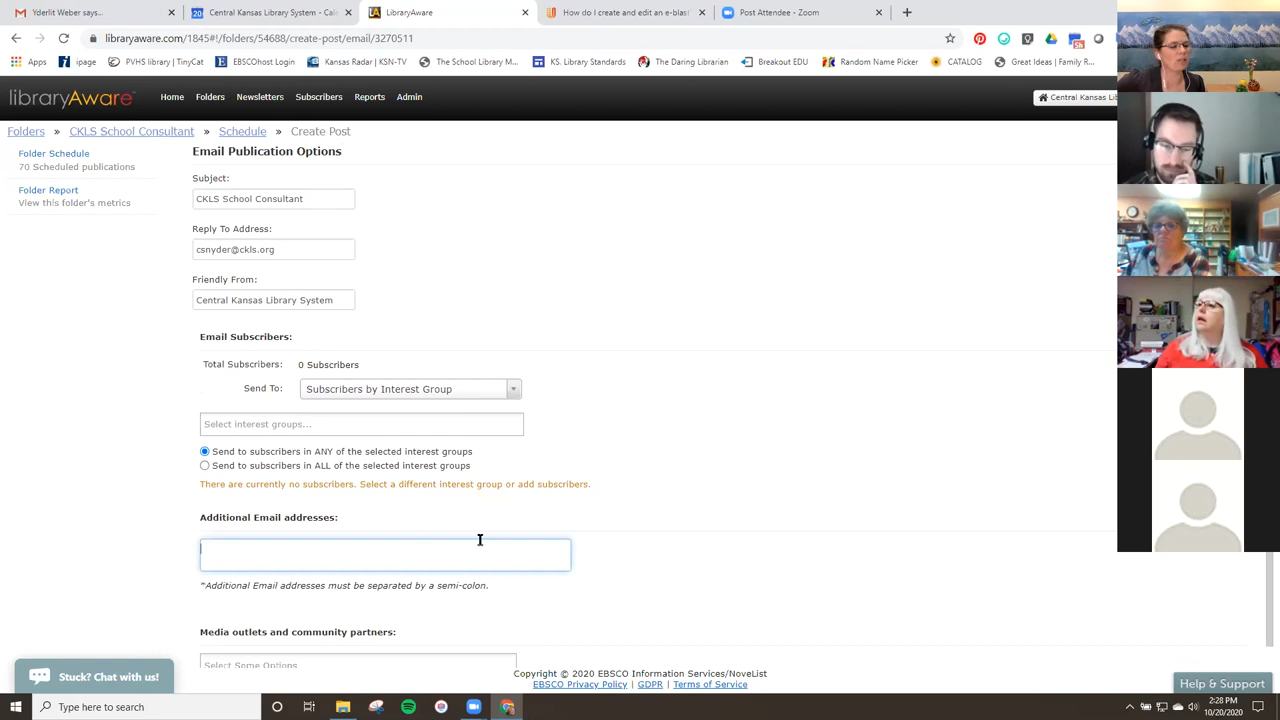 Yderlit Weber says...
Central Kansas Library System - Cal
LibraryAware
How do I create and edit an e-blas
Post Attendee - Zoom
libraryaware.com/1845#!/folders/54688/create-post/email/3270511
Apps
ipage
PVHS library | TinyCat
EBSCOhost Login
Kansas Radar | KSN-TV
The School Library M...
KS. Library Standards
The Daring Librarian
Breakout EDU
Random Name Picker
CATALOG
Great Ideas | Family R...
libraryAware
Home
Folders
Newsletters
Subscribers
Reports
Admin
Central Kansas Lib
Folders » CKLS School Consultant » Schedule » Create Post
Folder Schedule
70 Scheduled publications
Folder Report
View this folder's metrics
Email Publication Options
Subject:
CKLS School Consultant
Reply To Address:
csnyder@ckls.org
Friendly From:
Central Kansas Library System
Email Subscribers:
Total Subscribers: 0 Subscribers
Send To: Subscribers by Interest Group
Select interest groups...
Send to subscribers in ANY of the selected interest groups
Send to subscribers in ALL of the selected interest groups
There are currently no subscribers. Select a different interest group or add subscribers.
Additional Email addresses:
*Additional Email addresses must be separated by a semi-colon.
Media outlets and community partners:
Select Some Options
Stuck? Chat with us!
Copyright © 2020 EBSCO Information Services/NoveList
EBSCO Privacy Policy | GDPR | Terms of Service
Help & Support
Type here to search
2:28 PM
10/20/2020